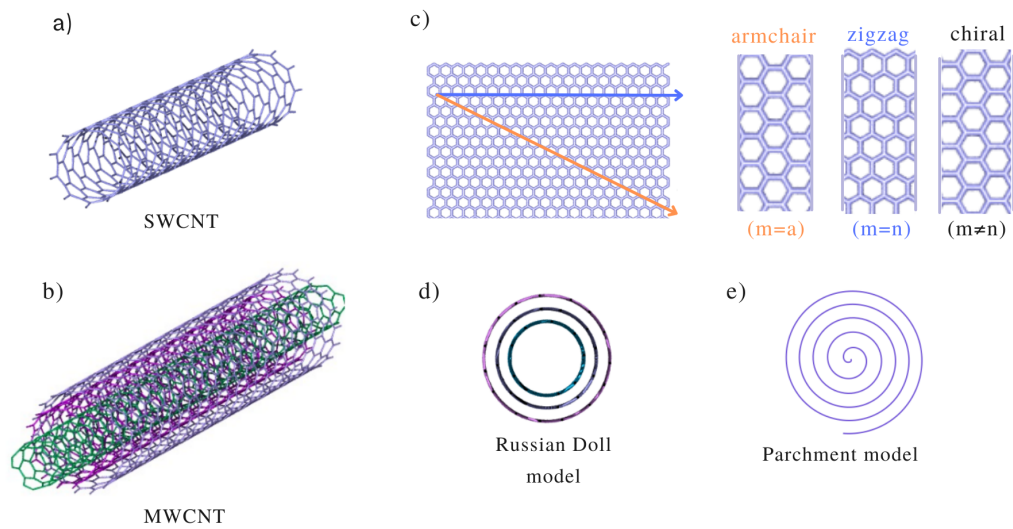 a)
SWCNT
c)
armchair
zigzag
chiral
(m=a)
(m=n)
(m≠n)
b)
MWCNT
d)
Russian Doll
model
e)
Parchment model